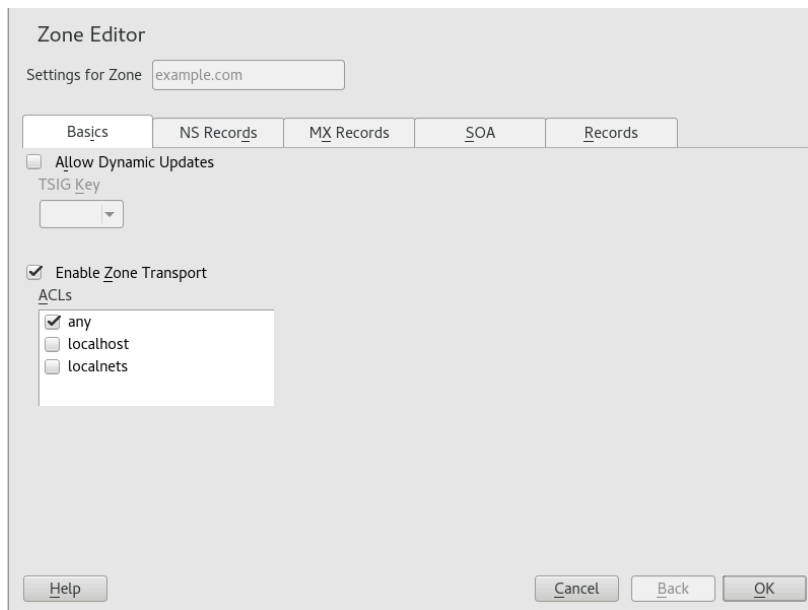 Zone Editor
Settings for Zone example.com
Basics NS Records MX Records SOA Records
Allow Dynamic Updates
TSIG Key
Enable Zone Transport
ACLs
any
localhost
localnets
Help Cancel Back OK